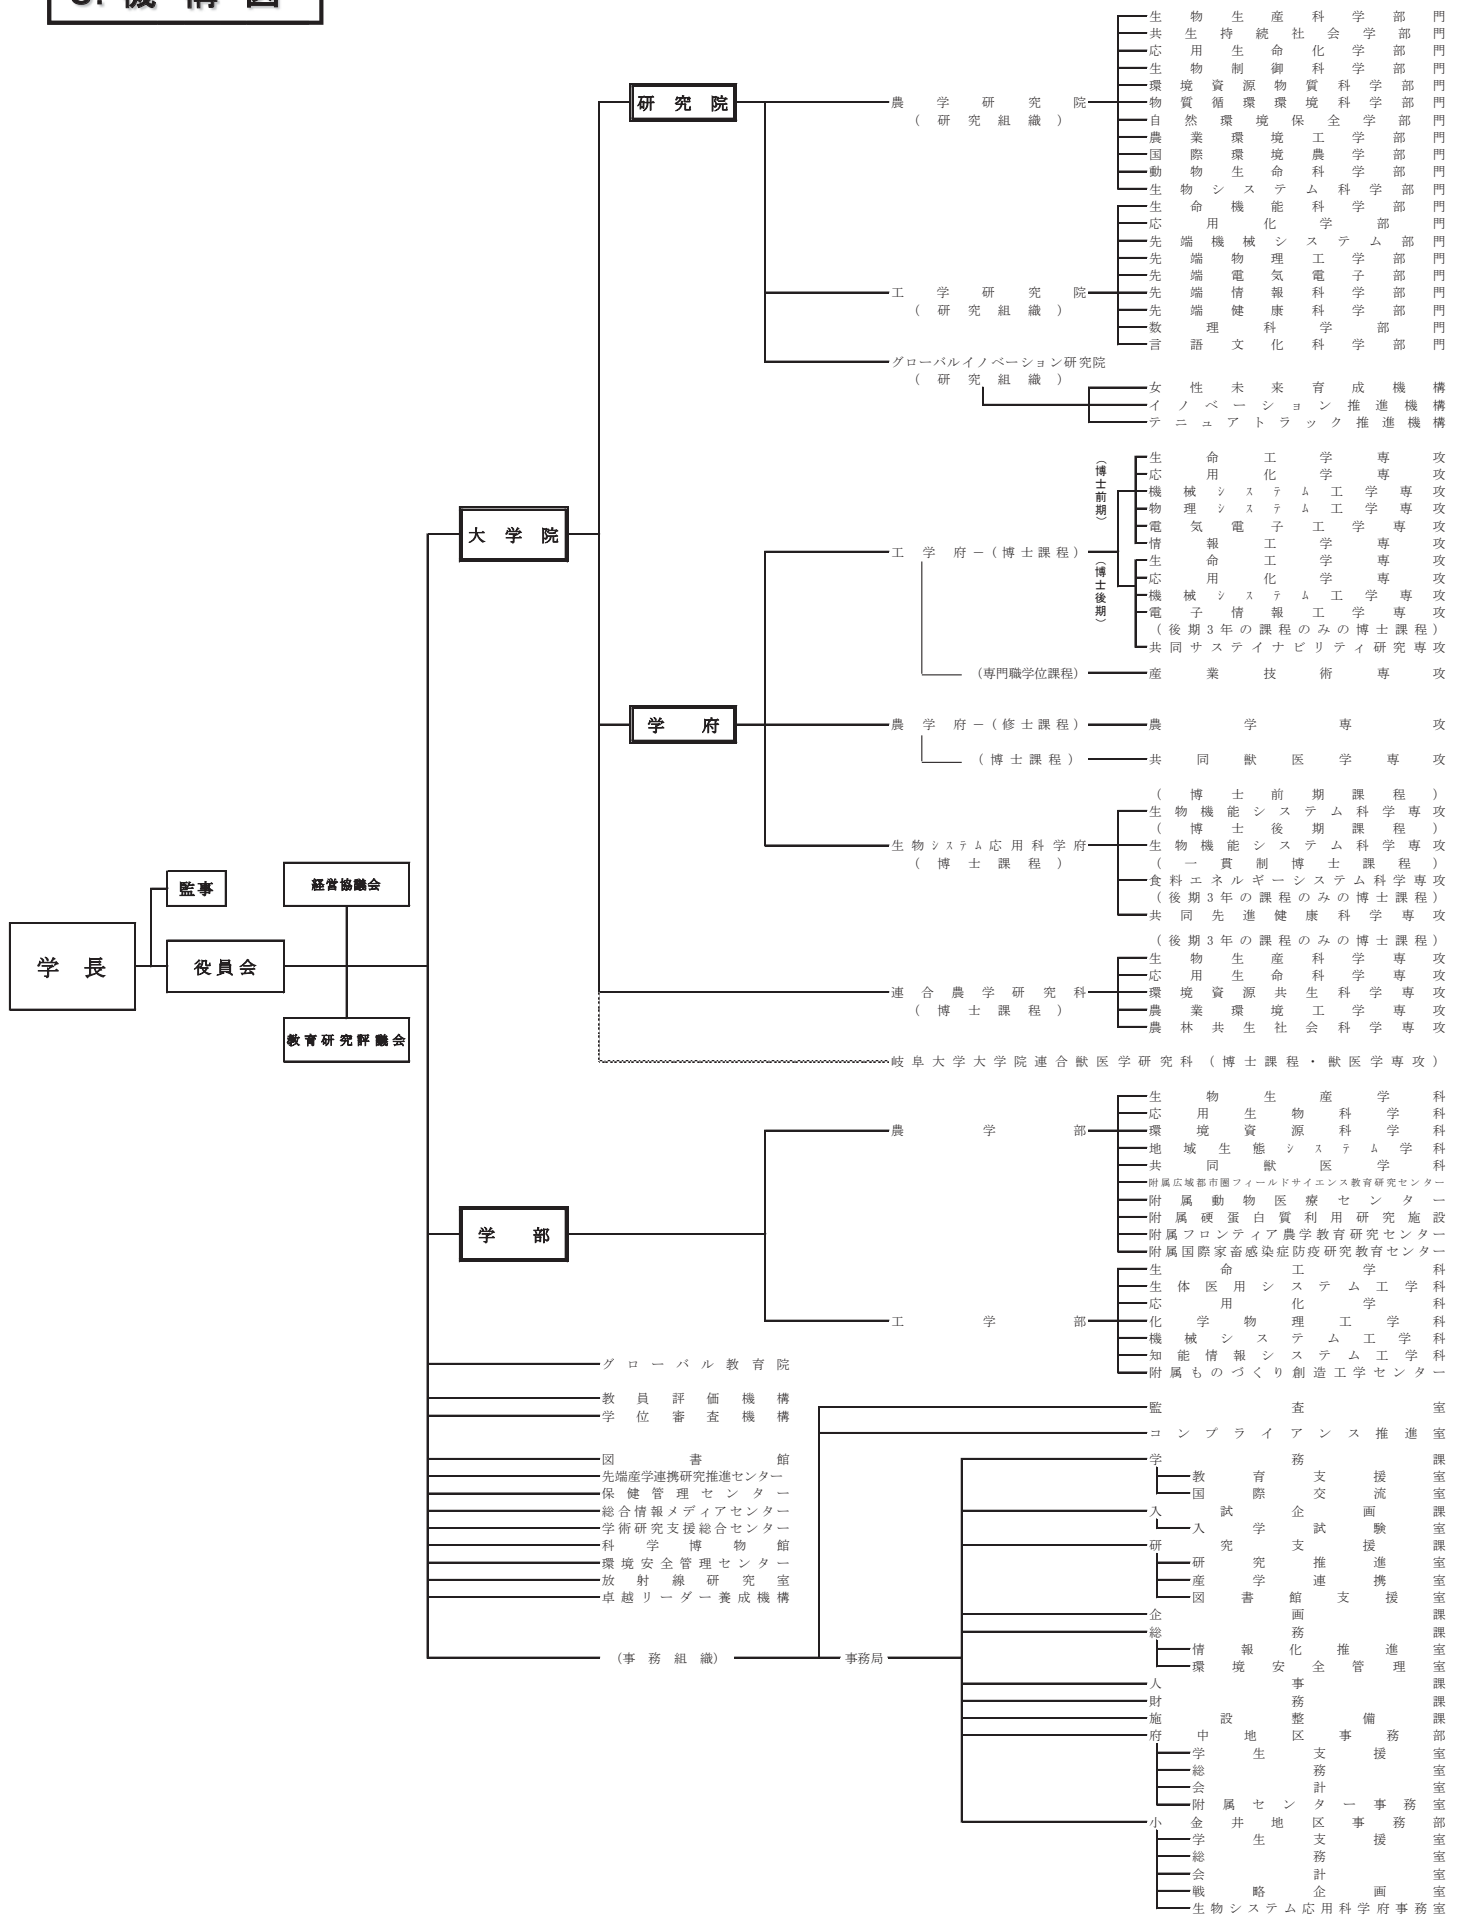 機構図
生物生産科学部門
共生持続社会学部門
応用生命化学部門
生物制御科学部門
環境資源物質科学部門
研究院
農学研究院
物質循環環境科学部門
(研究組織)
自然環境保全学部門
農業環境工学部門
国際環境農学部門
動物生命科学部門
生物システム科学部門
生命機能科学部門
応用化学部門
先端機械システム部門
先端物理工学部門
先端電気電子部門
工学研究院
先端情報科学部門
(研究組織)
先端健康科学部門
数理科学部門
言語文化科学部門
グローバルイノベーション研究院
(研究組織)
女性未来育成機構
イノベーション推進機構
テニュアトラック推進機構
(博士前期)
生命工学専攻
応用化学専攻
機械システム工学専攻
物理システム工学専攻
電気電子工学専攻
情報工学専攻
大学院
工学府－(博士課程)
(博士後期)
生命工学専攻
応用化学専攻
機械システム工学専攻
電子情報工学専攻
(後期3年の課程のみの博士課程)
共同サステイナビリティ研究専攻
(専門職学位課程)
産業技術専攻
学府
農学府－(修士課程)
農学専攻
(博士課程)
共同獣医学専攻
(博士前期課程)
生物機能システム科学専攻
(博士後期課程)
生物システム応用科学府
生物機能システム科学専攻
(博士課程)
(一貫制博士課程)
食料エネルギーシステム科学専攻
(後期3年の課程のみの博士課程)
共同先進健康科学専攻
監事
経営協議会
学長
役員会
教育研究評議会
(後期3年の課程のみの博士課程)
生物生産科学専攻
応用生命科学専攻
連合農学研究科
環境資源共生科学専攻
(博士課程)
農業環境工学専攻
農林共生社会科学専攻
岐阜大学大学院連合獣医学研究科(博士課程・獣医学専攻)
生物生産学科
応用生物科学科
農学部
環境資源科学科
地域生態システム学科
共同獣医学科
附属広域都市圏フィールドサイエンス教育研究センター
附属動物医療センター
附属硬蛋白質利用研究施設
学部
附属フロンティア農学教育研究センター
附属国際家畜感染症防疫研究教育センター
生命工学科
生体医用システム工学科
応用化学科
工学部
化学物理工学科
機械システム工学科
知能情報システム工学科
附属ものづくり創造工学センター
グローバル教育院
教員評価機構
学位審査機構
図書館
先端産学連携研究推進センター
保健管理センター
総合情報メディアセンター
学術研究支援総合センター
科学博物館
環境安全管理センター
放射線研究室
卓越リーダー養成機構
(事務組織)
事務局
監査室
コンプライアンス推進室
学務課
教育支援室
国際交流室
入試企画課
入学試験室
研究支援課
研究推進室
産学連携室
図書館支援室
企画課
総務課
情報化推進室
環境安全管理室
人事課
財務課
施設整備課
府中地区事務部
学生支援室
総務室
会計室
附属センター事務室
小金井地区事務部
学生支援室
総務室
会計室
戦略企画室
生物システム応用科学府事務室